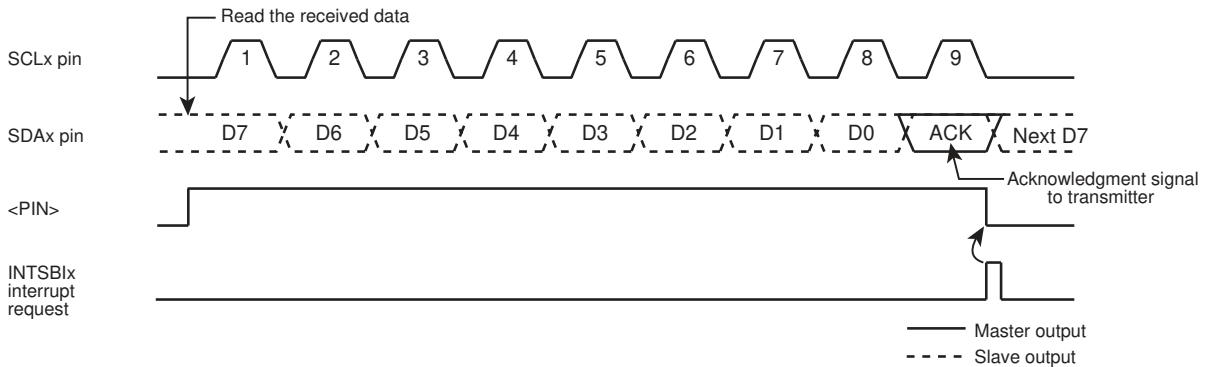 Read the received data
SCLx pin
1 2 3 4 5 6 7 8 9
SDAx pin
D7 D6 D5 D4 D3 D2 D1 D0 ACK Next D7
Acknowledgment signal
to transmitter
<PIN>
INTSBIx
interrupt
request
Master output
Slave output